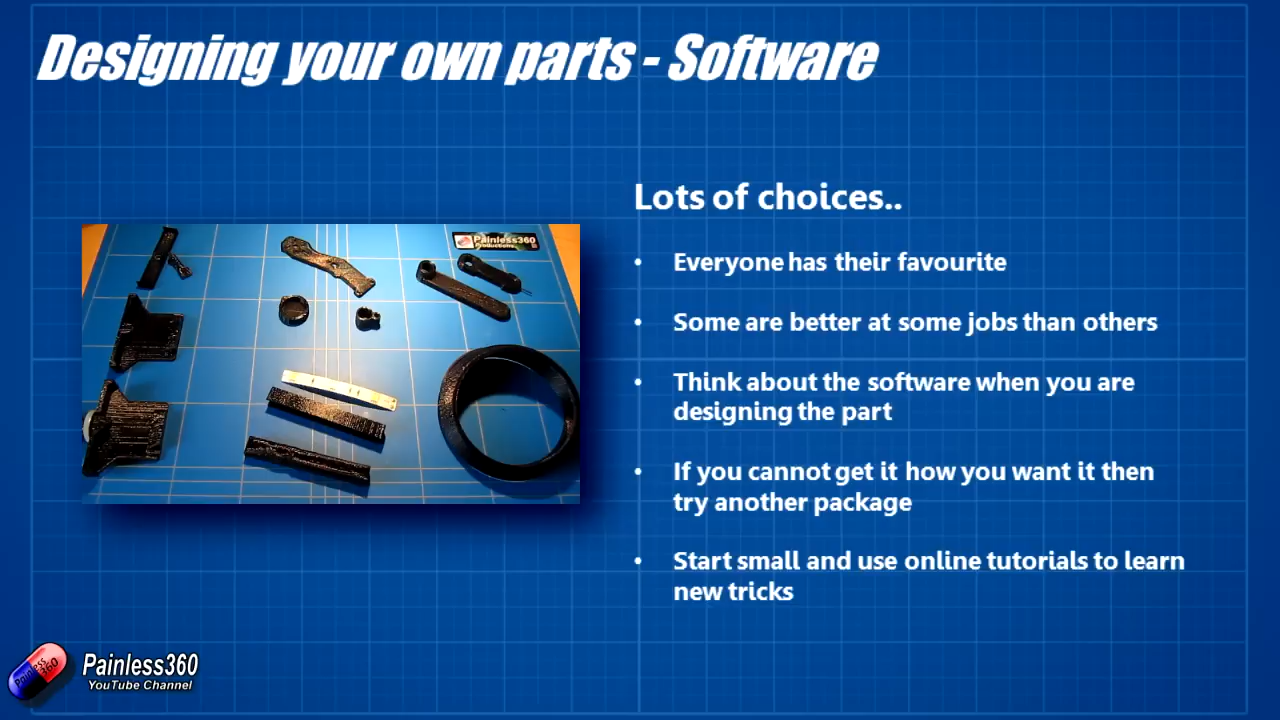 Designing your own parts - Software
Lots of choices..
• Everyone has their favourite
• Some are better at some jobs than others
• Think about the software when you are
designing the part
• If you cannot get it how you want it then
try another package
• Start small and use online tutorials to learn
new tricks
Painless360
Productions
Painless
360
Painless360
YouTube Channel